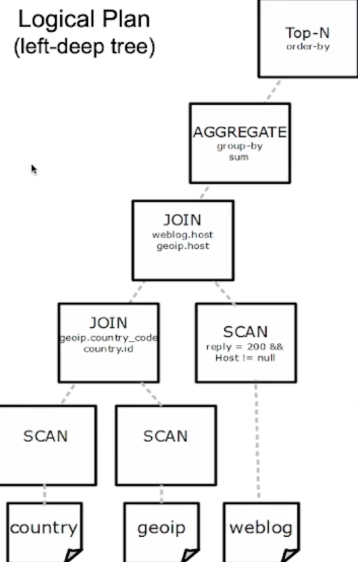 Logical Plan
(left-deep tree)
Top-N
order-by
AGGREGATE
group-by
sum
JOIN
weblog.host
geoip.host
JOIN
geoip.country_code
country.id
SCAN
reply = 200 &&
Host != null
SCAN
SCAN
country
geoip
weblog